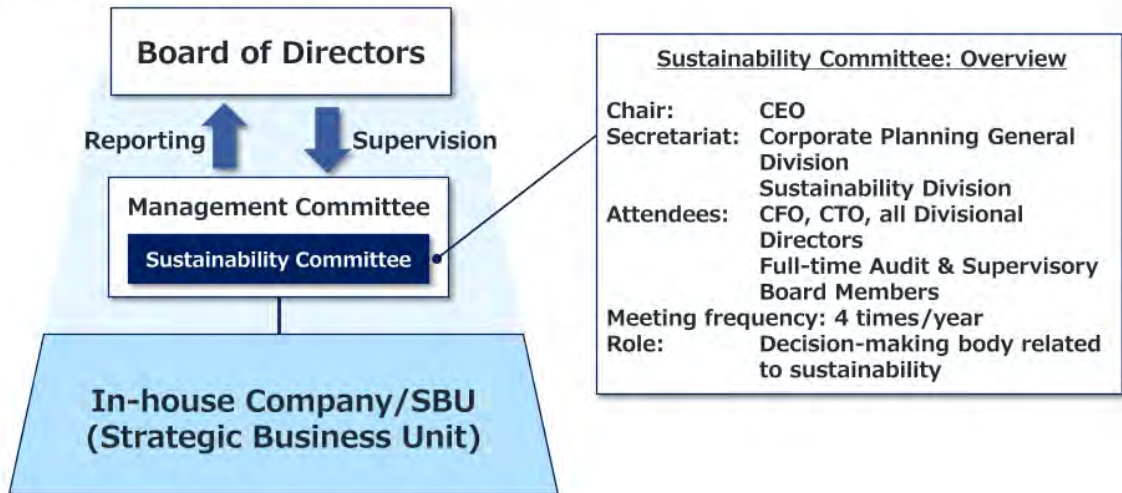 Board of Directors
Reporting
Supervision
Management Committee
Sustainability Committee
In-house Company/SBU
(Strategic Business Unit)
Sustainability Committee: Overview
Chair: CEO
Secretariat: Corporate Planning General
Division
Sustainability Division
Attendees: CFO, CTO, all Divisional
Directors
Full-time Audit & Supervisory
Board Members
Meeting frequency: 4 times/year
Role: Decision-making body related
to sustainability